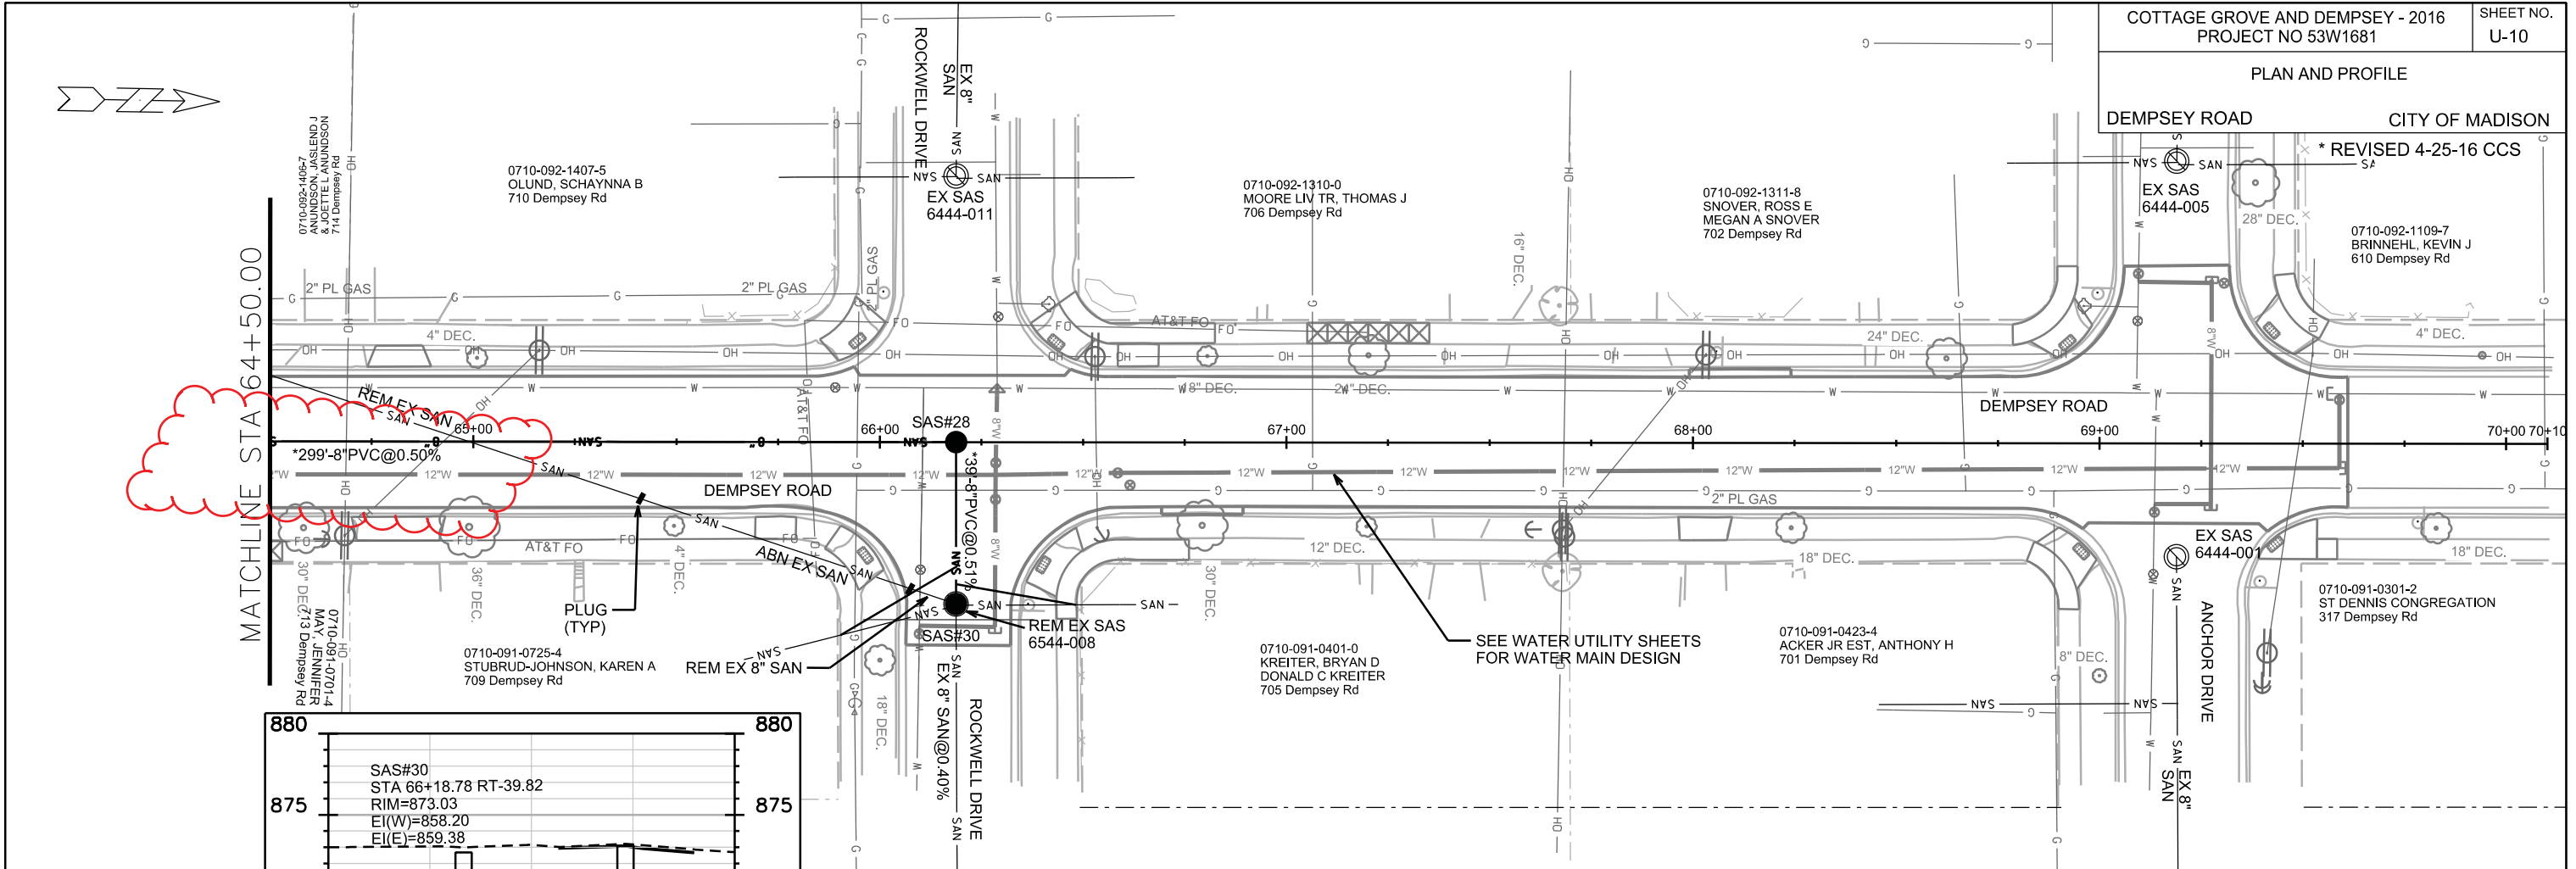 COTTAGE GROVE AND DEMPSEY - 2016
PROJECT NO 53W1681
SHEET NO.
U-10
PLAN AND PROFILE
DEMPSEY ROAD
CITY OF MADISON
* REVISED 4-25-16 CCS
0710-092-1406-7
ANUNDSON, JASLEND J
& JOETTE L ANUNDSON
714 Dempsey Rd
0710-092-1407-5
OLUND, SCHAYNNA B
710 Dempsey Rd
ROCKWELL DRIVE
EX 8"
SAN
EX SAS
6444-011
0710-092-1310-0
MOORE LIV TR, THOMAS J
706 Dempsey Rd
0710-092-1311-8
SNOVER, ROSS E
MEGAN A SNOVER
702 Dempsey Rd
EX SAS
6444-005
28" DEC.
0710-092-1109-7
BRINNEHL, KEVIN J
610 Dempsey Rd
16" DEC.
MATCHLINE STA 64+50.00
2" PL GAS
2" PL GAS
2" PL GAS
4" DEC.
AT&T FO
24" DEC.
4" DEC.
REM EX SAN
18" DEC.
24" DEC.
DEMPSEY ROAD
AT&T FO
65+00
66+00
SAS#28
67+00
68+00
69+00
70+00
70+10
*299'-8"PVC@0.50%
*39'-8"PVC@0.51%
12"W
8"W
8"W
8"W
DEMPSEY ROAD
2" PL GAS
AT&T FO
ABN EX SAN
12" DEC.
18" DEC.
18" DEC.
30" DEC.
36" DEC.
4" DEC.
30" DEC.
PLUG
(TYP)
SAS#30
REM EX SAS
6544-008
REM EX 8" SAN
EX SAS
6444-001
ANCHOR DRIVE
0710-091-0701-4
MAY, JENNIFER
713 Dempsey Rd
0710-091-0725-4
STUBRUD-JOHNSON, KAREN A
709 Dempsey Rd
18" DEC.
EX 8" SAN@0.40%
ROCKWELL DRIVE
0710-091-0401-0
KREITER, BRYAN D
DONALD C KREITER
705 Dempsey Rd
SEE WATER UTILITY SHEETS
FOR WATER MAIN DESIGN
0710-091-0423-4
ACKER JR EST, ANTHONY H
701 Dempsey Rd
8" DEC.
EX 8"
SAN
0710-091-0301-2
ST DENNIS CONGREGATION
317 Dempsey Rd
880
880
SAS#30
STA 66+18.78 RT-39.82
RIM=873.03
EI(W)=858.20
EI(E)=859.38
875
875